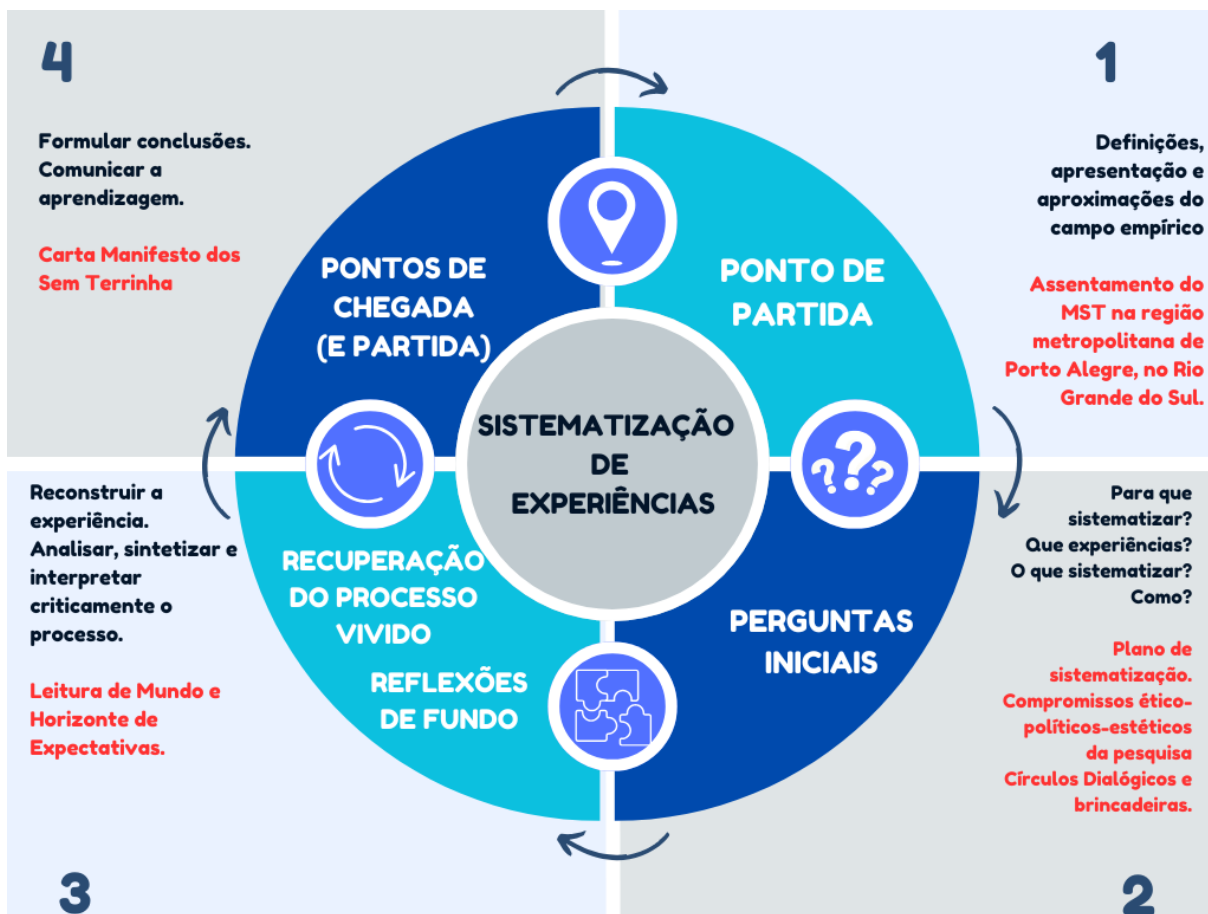 4
Formular conclusões.
Comunicar a
aprendizagem.
Carta Manifesto dos
Sem Terrinha
PONTOS DE
CHEGADA
(E PARTIDA)
1
Definições,
apresentação e
aproximações do
campo empírico
Assentamento do
MST na região
metropolitana de
Porto Alegre, no Rio
Grande do Sul.
PONTO DE
PARTIDA
SISTEMATIZAÇÃO
DE
EXPERIÊNCIAS
???
Reconstruir a
experiência.
Analisar, sintetizar e
interpretar
criticamente o
processo.
Leitura de Mundo e
Horizonte de
Expectativas.
RECUPERAÇÃO
DO PROCESSO
VIVIDO
REFLEXÕES
DE FUNDO
3
PERGUNTAS
INICIAIS
Para que
sistematizar?
Que experiências?
O que sistematizar?
Como?
Plano de
sistematização.
Compromissos ético-
políticos-estéticos
da pesquisa
Círculos Dialógicos e
brincadeiras.
2